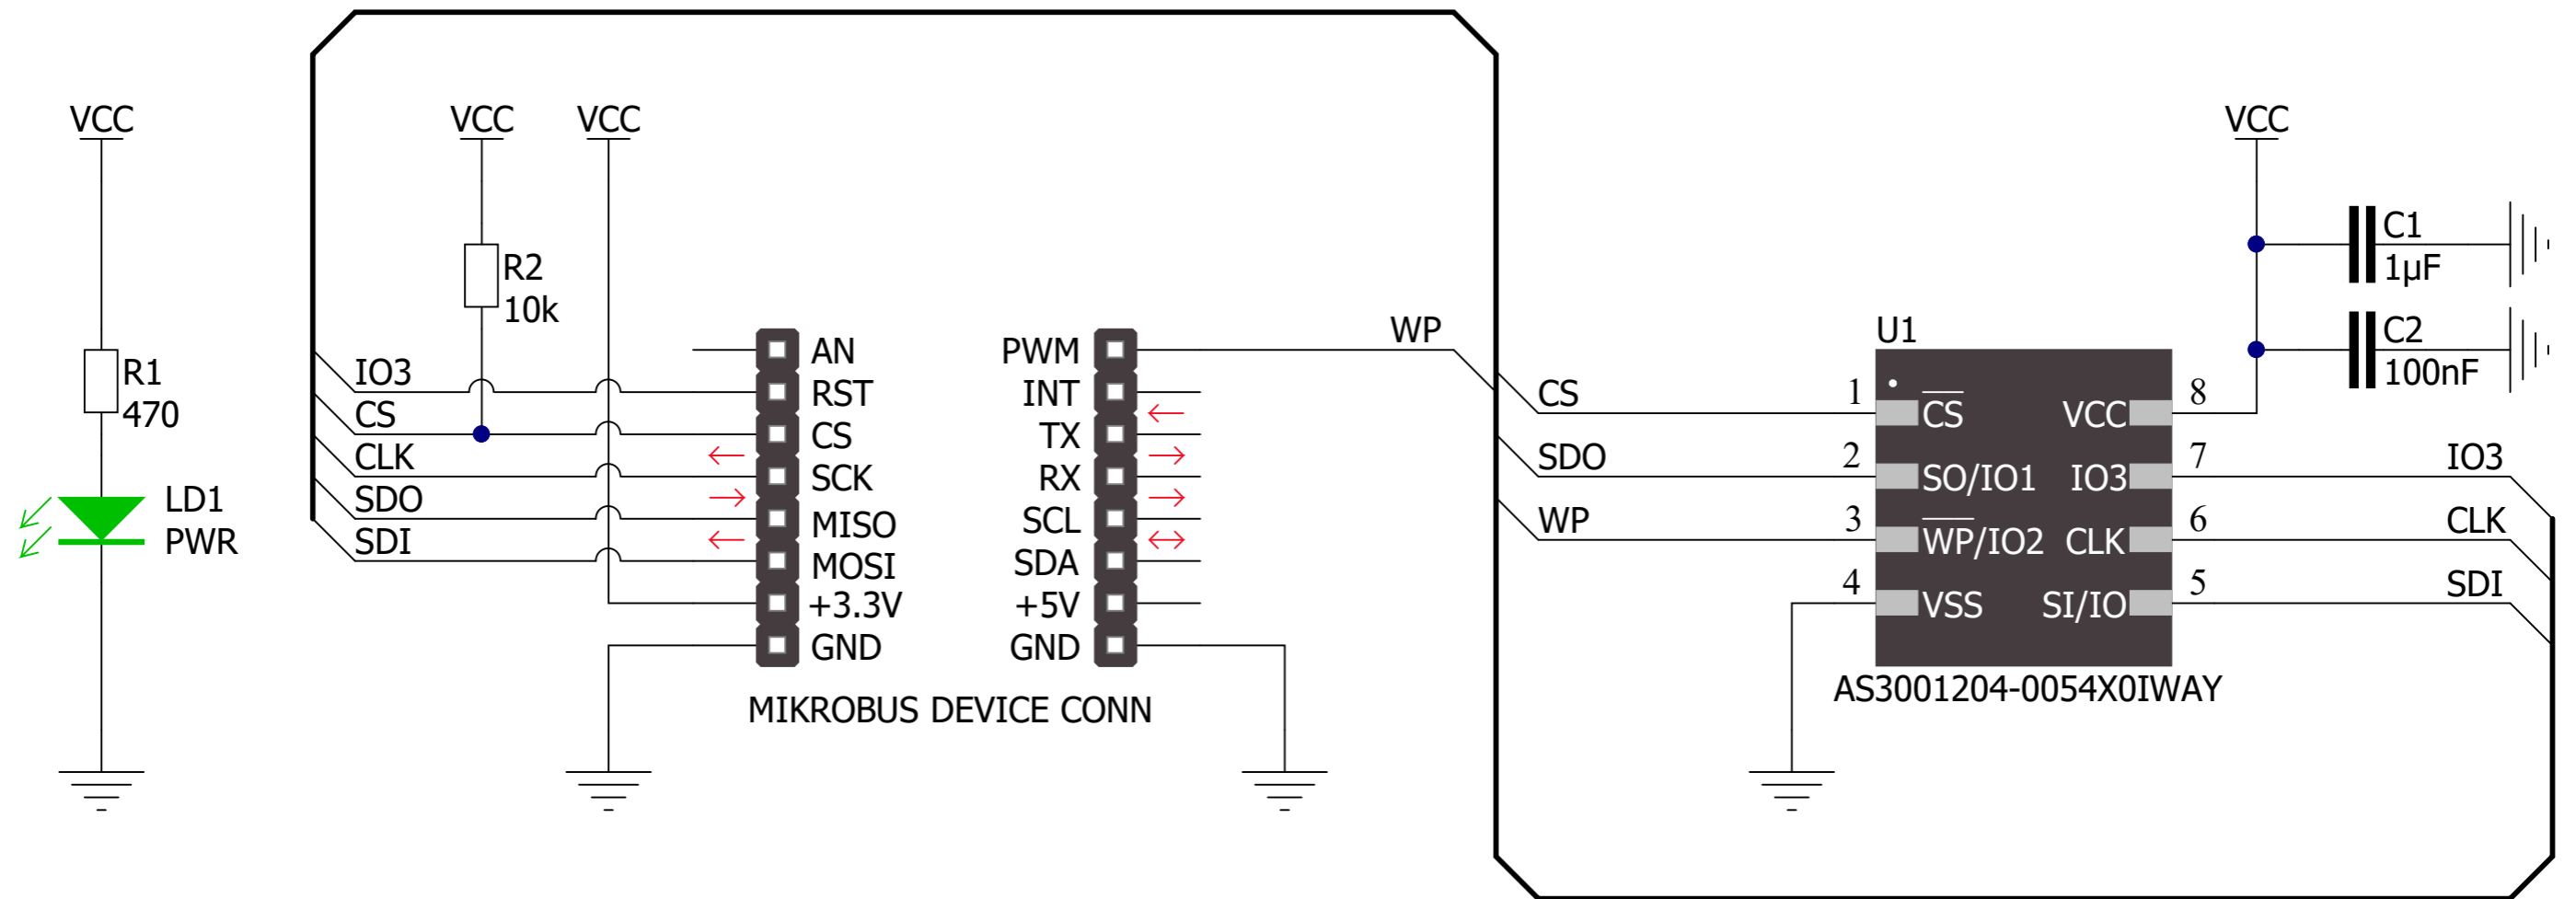 VCC
R1
470
LD1
PWR
VCC
VCC
R2
10k
IO3
CS
CLK
SDO
SDI
AN
RST
CS
SCK
MISO
MOSI
+3.3V
GND
PWM
INT
TX
RX
SCL
SDA
+5V
GND
MIKROBUS DEVICE CONN
WP
CS
SDO
WP
U1
1
2
3
4
CS
SO/IO1
WP/IO2
VSS
VCC
IO3
CLK
SI/IO
8
7
6
5
AS3001204-0054X0IWAY
VCC
C1
1µF
C2
100nF
IO3
CLK
SDI